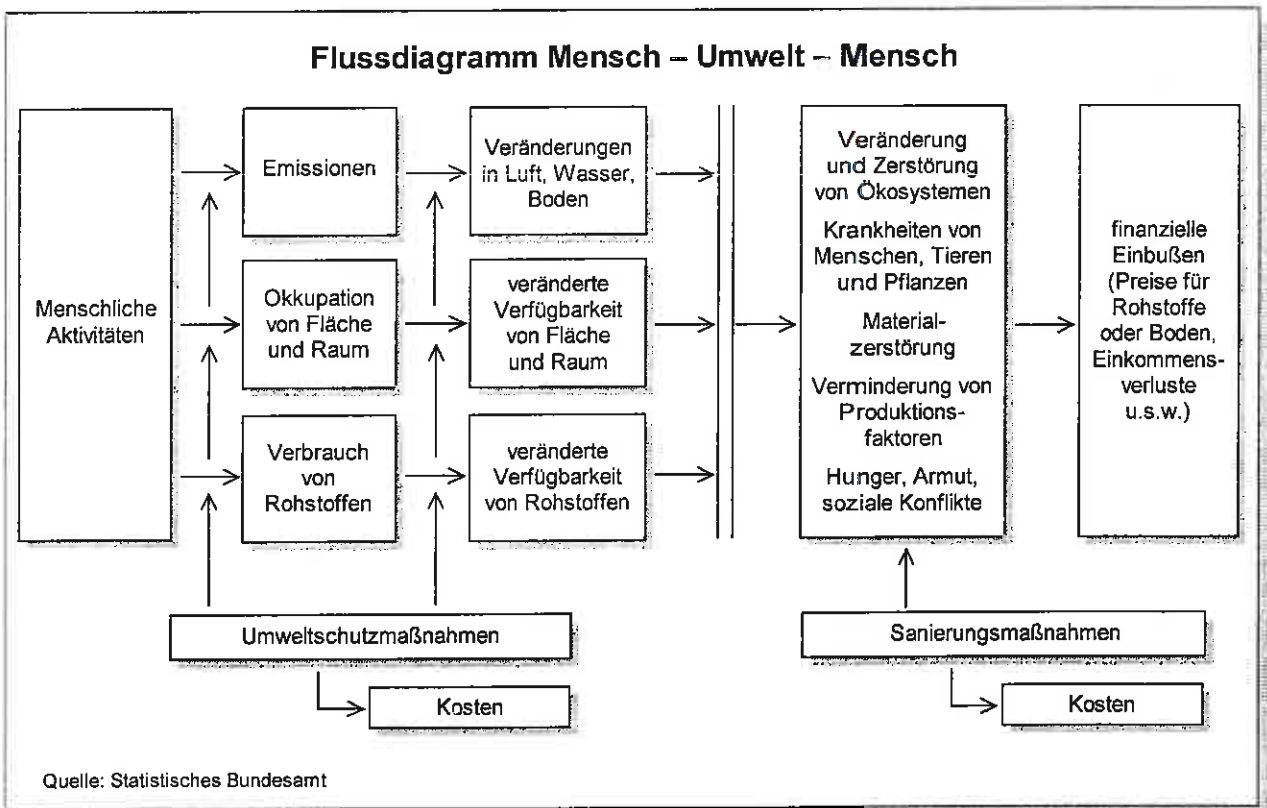 Flussdiagramm Mensch – Umwelt – Mensch
Menschliche
Aktivitäten
Emissionen
Okkupation
von Fläche
und Raum
Verbrauch
von
Rohstoffen
Veränderungen
in Luft, Wasser,
Boden
veränderte
Verfügbarkeit
von Fläche
und Raum
veränderte
Verfügbarkeit
von Rohstoffen
Veränderung
und Zerstörung
von Ökosystemen
Krankheiten von
Menschen, Tieren
und Pflanzen
Material-
zerstörung
Verminderung von
Produktions-
faktoren
Hunger, Armut,
soziale Konflikte
finanzielle
Einbußen
(Preise für
Rohstoffe
oder Boden,
Einkommens-
verluste
u.s.w.)
Umweltschutzmaßnahmen
Kosten
Sanierungsmaßnahmen
Kosten
Quelle: Statistisches Bundesamt